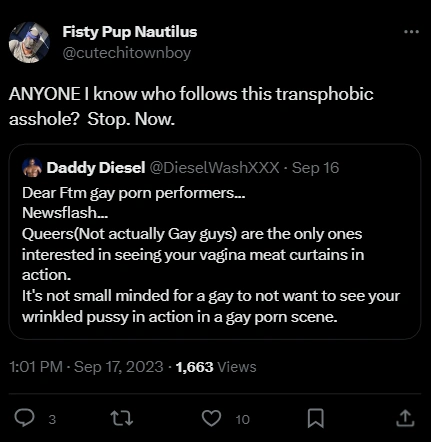 Fisty Pup Nautilus
@cutechitownboy
ANYONE I know who follows this transphobic
asshole? Stop. Now.
Daddy Diesel @DieselWashXXX · Sep 16
Dear Ftm gay porn performers...
Newsflash...
Queers(Not actually Gay guys) are the only ones
interested in seeing your vagina meat curtains in
action.
It's not small minded for a gay to not want to see your
wrinkled pussy in action in a gay porn scene.
1:01 PM · Sep 17, 2023 · 1,663 Views
3 10